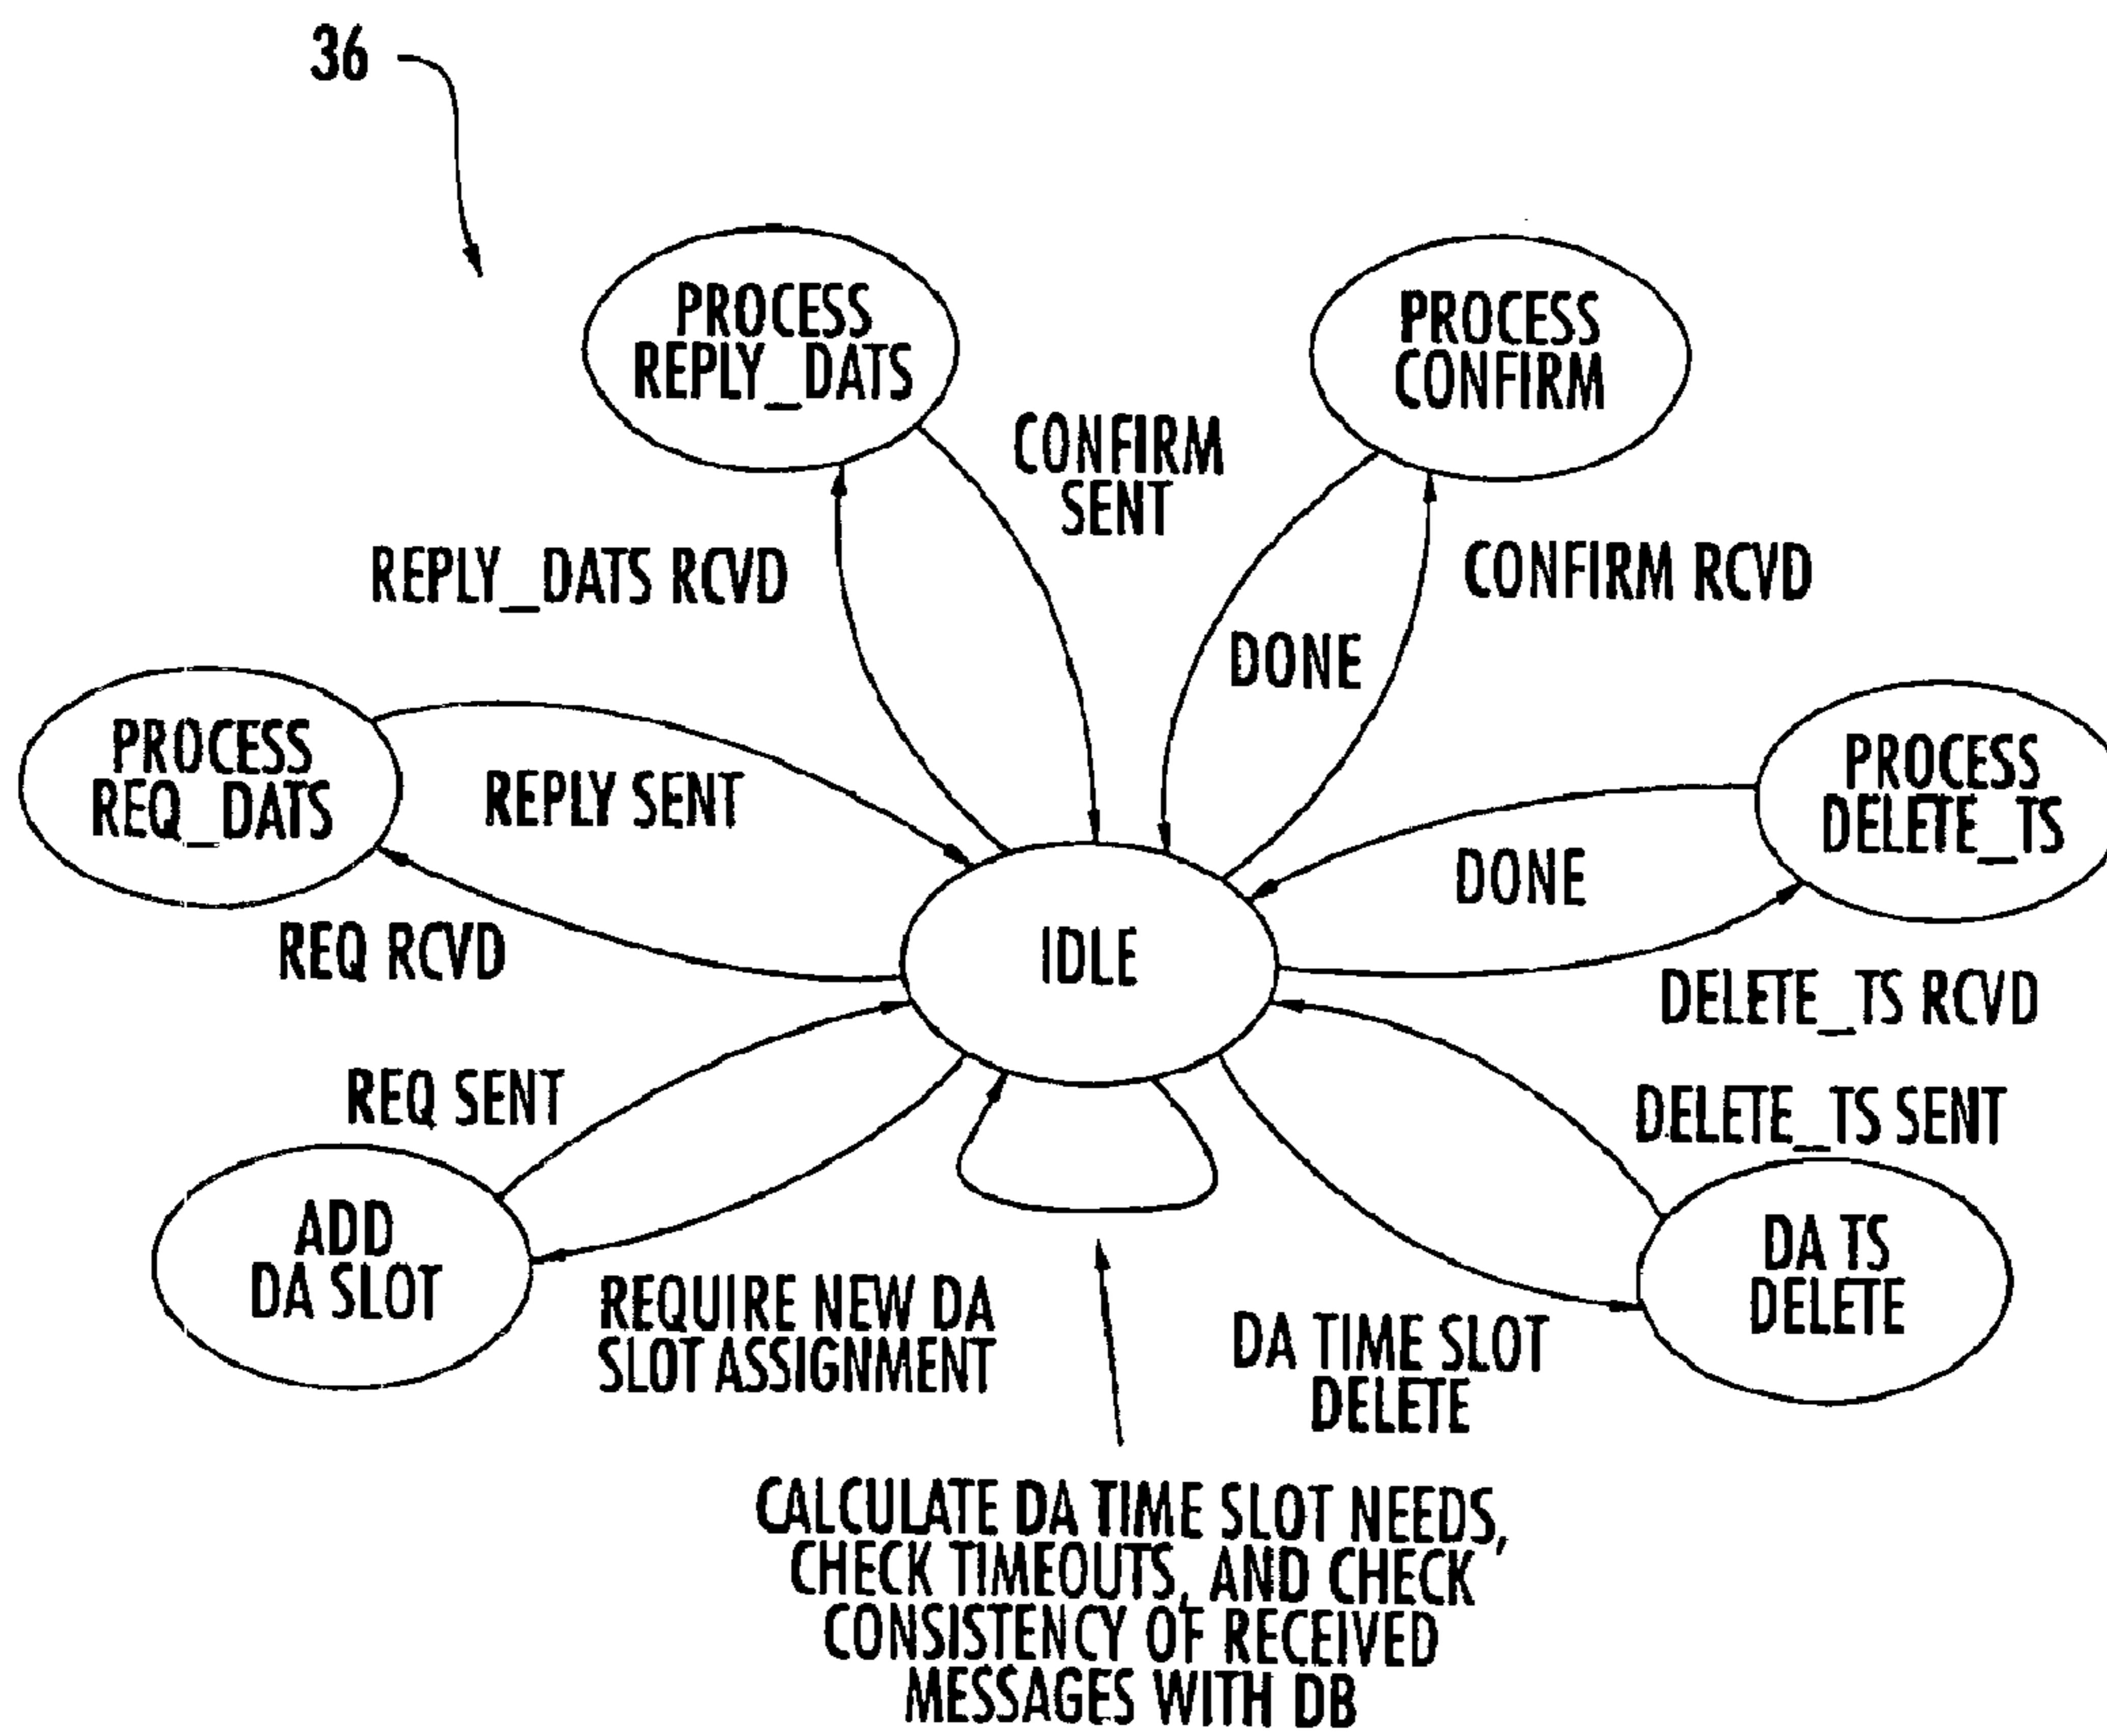 36
PROCESS
REPLY_DATS
PROCESS
CONFIRM
CONFIRM
SENT
REPLY_DATS RCVD
CONFIRM RCVD
DONE
PROCESS
REQ_DATS
REPLY SENT
PROCESS
DELETE_TS
DONE
REQ RCVD
IDLE
DELETE_TS RCVD
REQ SENT
DELETE_TS SENT
ADD
DA SLOT
REQUIRE NEW DA
SLOT ASSIGNMENT
DA TIME SLOT
DELETE
DA TS
DELETE
CALCULATE DA TIME SLOT NEEDS,
CHECK TIMEOUTS, AND CHECK
CONSISTENCY OF RECEIVED
MESSAGES WITH DB